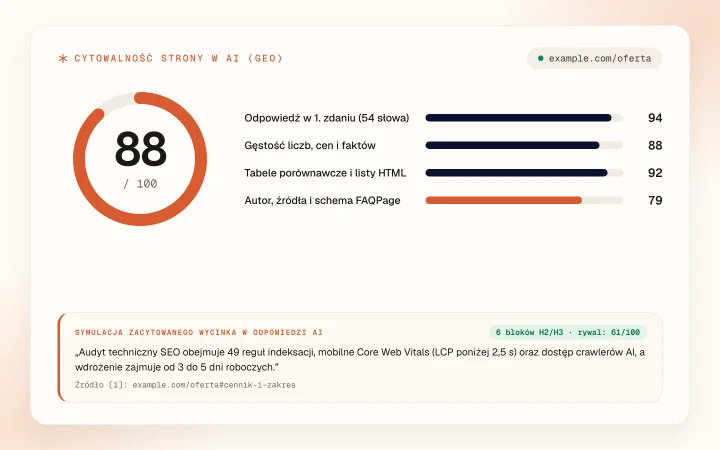 CYTOWALNOŚĆ STRONY W AI (GEO)
example.com/oferta
88
/ 100
Odpowiedź w 1. zdaniu (54 słowa) 94
Gęstość liczb, cen i faktów 88
Tabele porównawcze i listy HTML 92
Autor, źródła i schema FAQPage 79
SYMULACJA ZACYTOWANEGO WYCINKA W ODPOWIEDZI AI
6 bloków H2/H3 · rywal: 61/100
„Audyt techniczny SEO obejmuje 49 reguł indeksacji, mobilne Core Web Vitals (LCP poniżej 2,5 s) oraz dostęp crawlerów AI, a
wdrożenie zajmuje od 3 do 5 dni roboczych.”
Źródło [1]: example.com/oferta#cennik-i-zakres